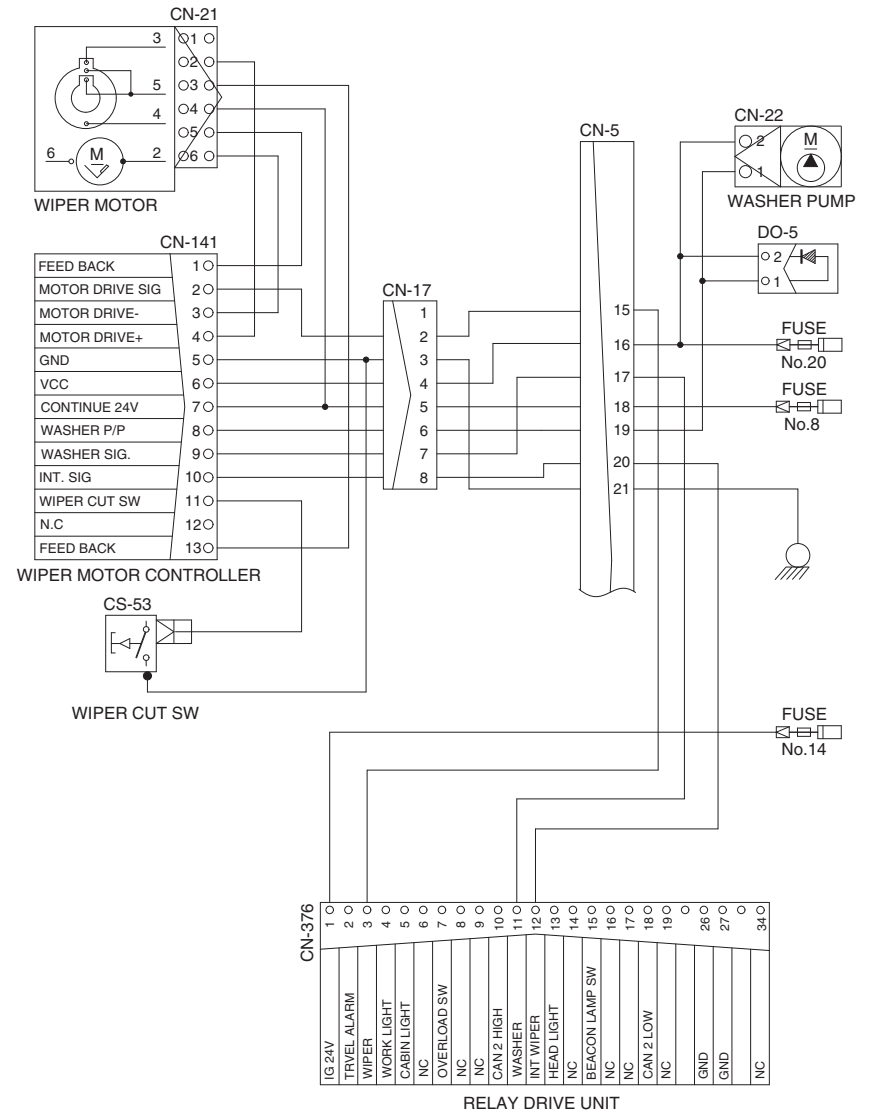 CN-21
3
5
4
6
M
2
1
2
3
4
5
6
WIPER MOTOR
CN-141
FEED BACK 1
MOTOR DRIVE SIG 2
MOTOR DRIVE- 3
MOTOR DRIVE+ 4
GND 5
VCC 6
CONTINUE 24V 7
WASHER P/P 8
WASHER SIG. 9
INT. SIG 10
WIPER CUT SW 11
N.C 12
FEED BACK 13
WIPER MOTOR CONTROLLER
CS-53
WIPER CUT SW
CN-17
1
2
3
4
5
6
7
8
CN-5
15
16
17
18
19
20
21
CN-22
2
1
M
WASHER PUMP
DO-5
2
1
FUSE
No.20
FUSE
No.8
FUSE
No.14
CN-376
1 IG 24V
2 TRVEL ALARM
3 WIPER
4 WORK LIGHT
5 CABIN LIGHT
6 NC
7 OVERLOAD SW
8 NC
9 NC
10 CAN 2 HIGH
11 WASHER
12 INT WIPER
13 HEAD LIGHT
14 NC
15 BEACON LAMP SW
16 NC
17 NC
18 CAN 2 LOW
19 NC
26 GND
27 GND
34 NC
RELAY DRIVE UNIT